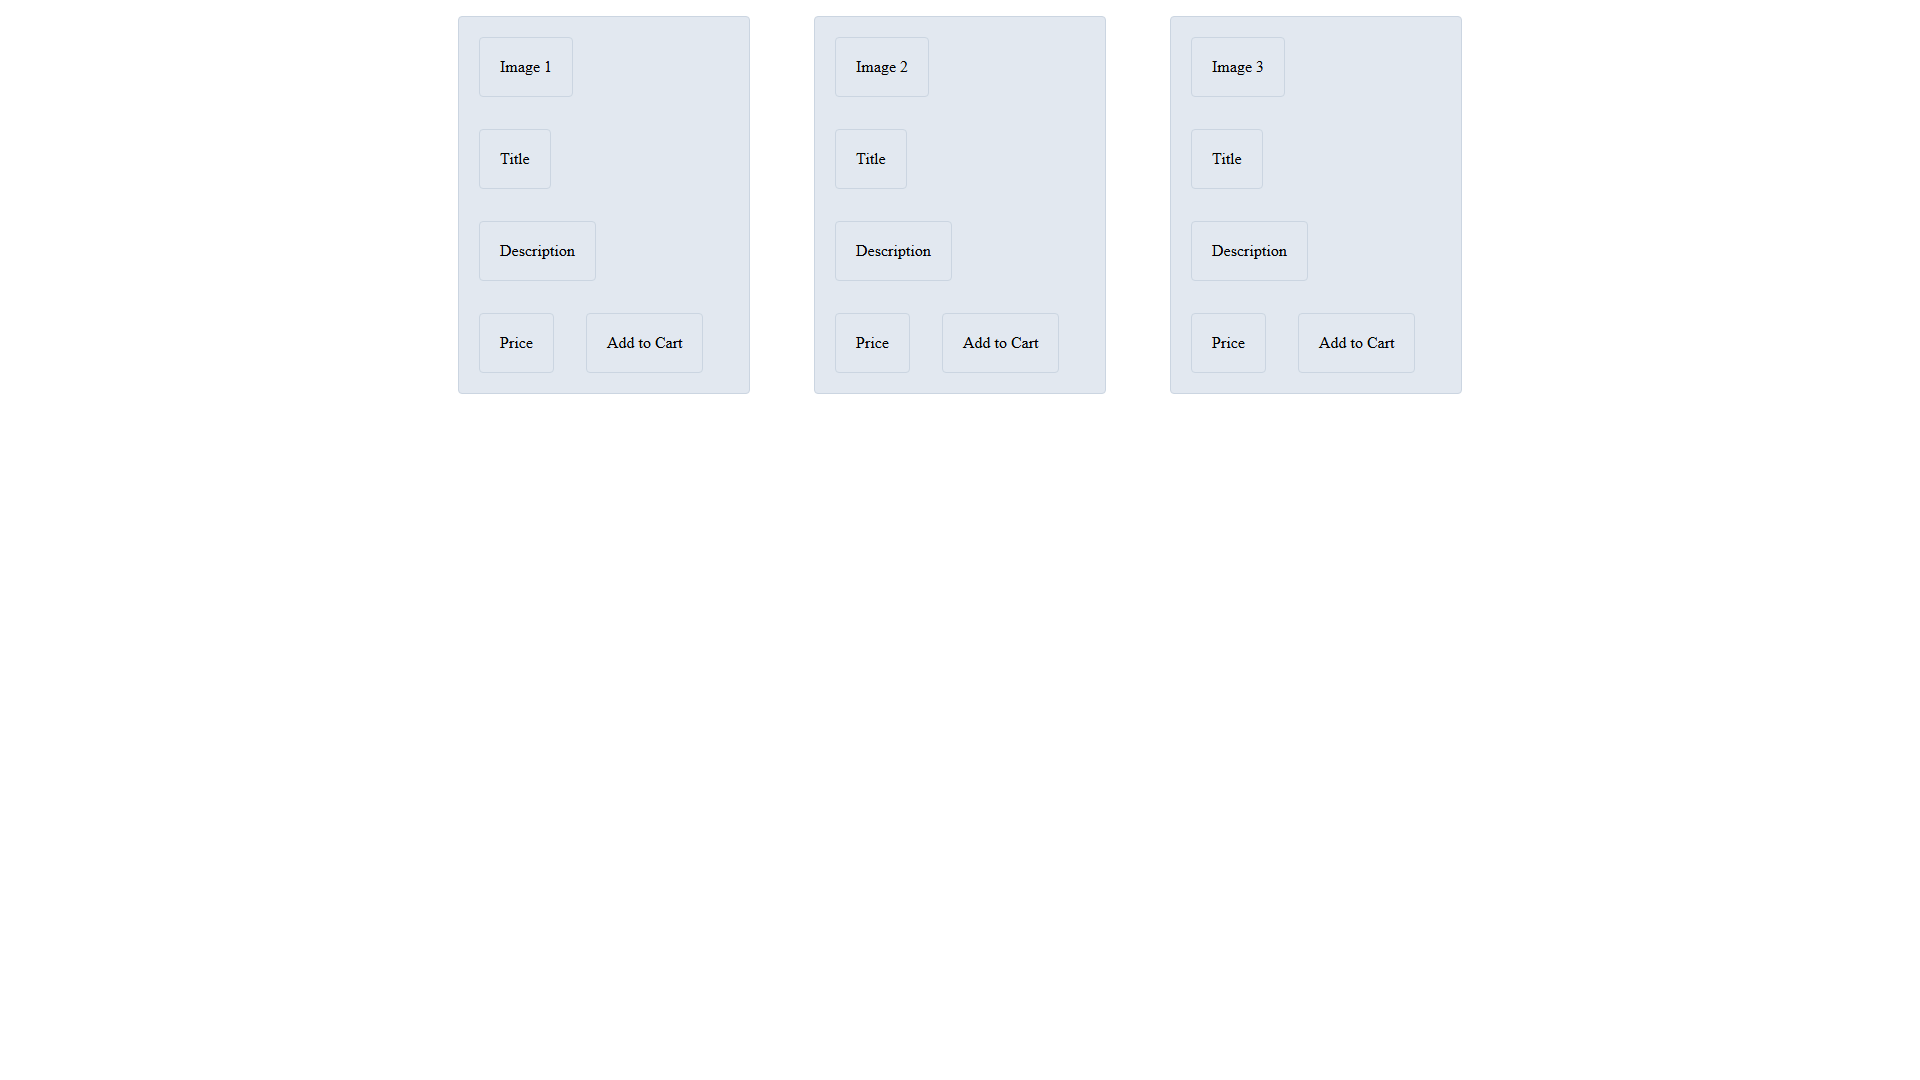 Image 1
Title
Description
Price
Add to Cart
Image 2
Title
Description
Price
Add to Cart
Image 3
Title
Description
Price
Add to Cart